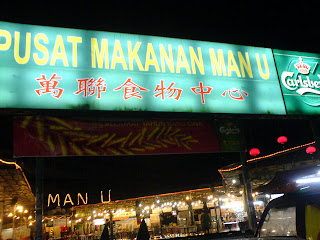 PUSAT MAKANAN MAN U
萬聯食物中心
Carlsberg
MAN U